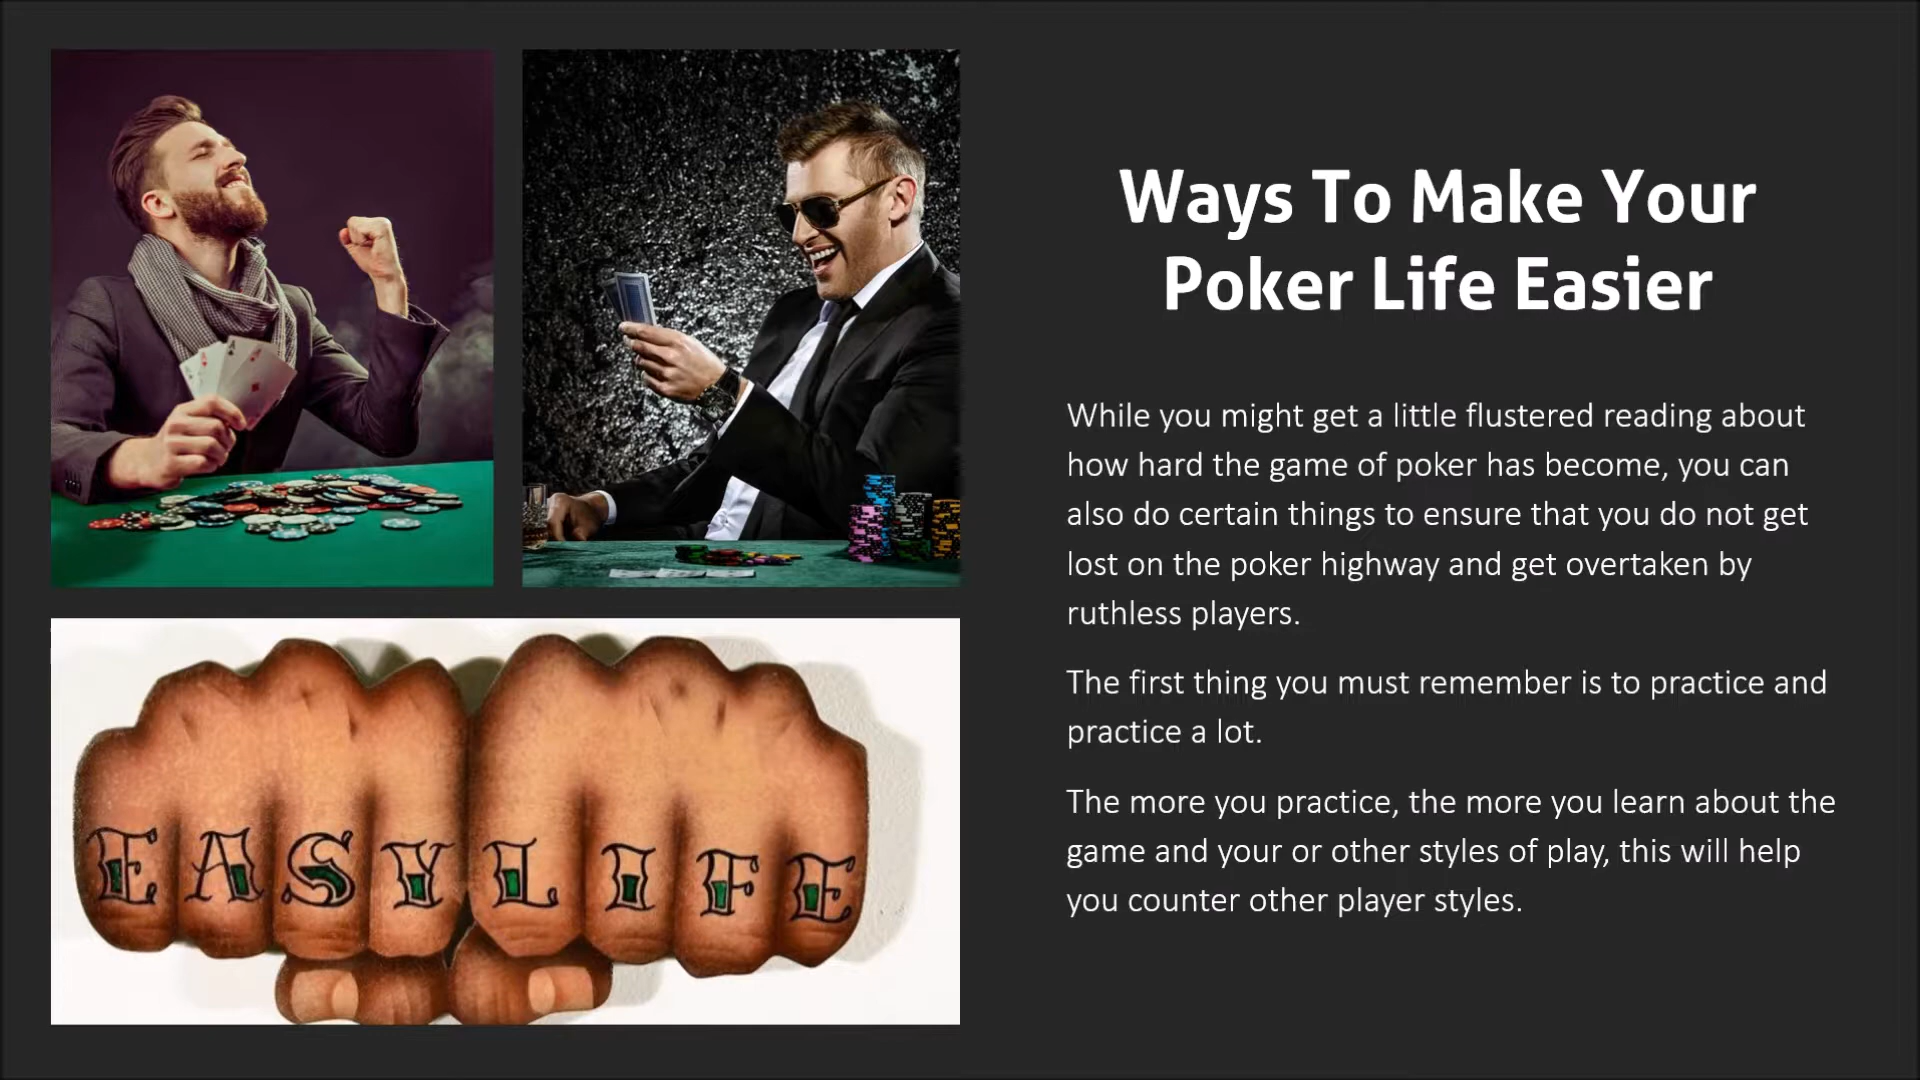 Ways To Make Your
Poker Life Easier
While you might get a little flustered reading about
how hard the game of poker has become, you can
also do certain things to ensure that you do not get
lost on the poker highway and get overtaken by
ruthless players.
The first thing you must remember is to practice and
practice a lot.
The more you practice, the more you learn about the
game and your or other styles of play, this will help
you counter other player styles.
EASY LIFE